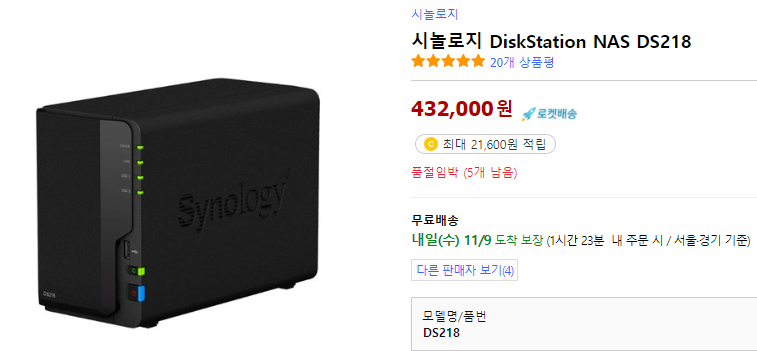 시놀로지
시놀로지 DiskStation NAS DS218
20개 상품평
432,000원 로켓배송
C 최대 21,600원 적립
품절임박 (5개 남음)
무료배송
내일(수) 11/9 도착 보장 (1시간 23분 내 주문 시 / 서울·경기 기준)
다른 판매자 보기(4)
모델명/품번
DS218
Synology
DS218